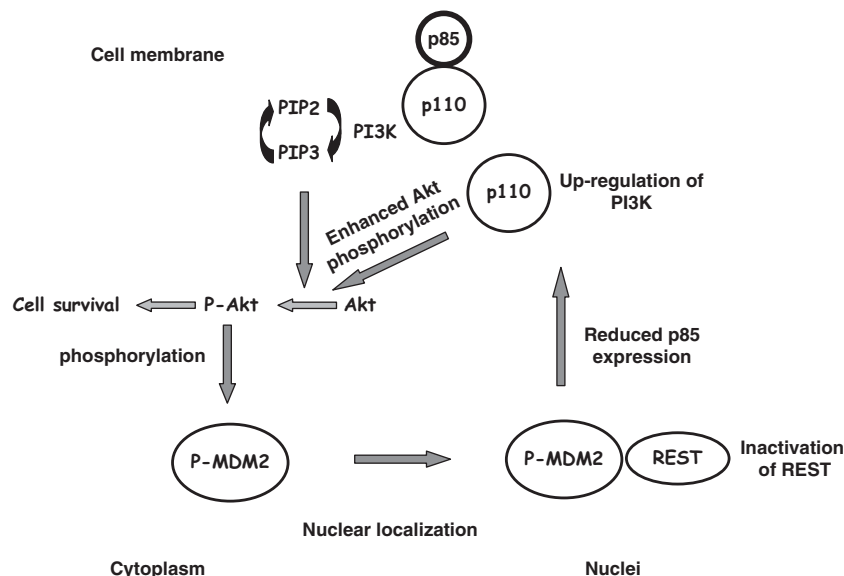 p85
Cell membrane
p110
PIP2
PI3K
PIP3
p110
Up-regulation of
PI3K
Enhanced Akt
phosphorylation
Cell survival
P-Akt
Akt
phosphorylation
Reduced p85
expression
P-MDM2
P-MDM2
REST
Inactivation
of REST
Nuclear localization
Cytoplasm
Nuclei